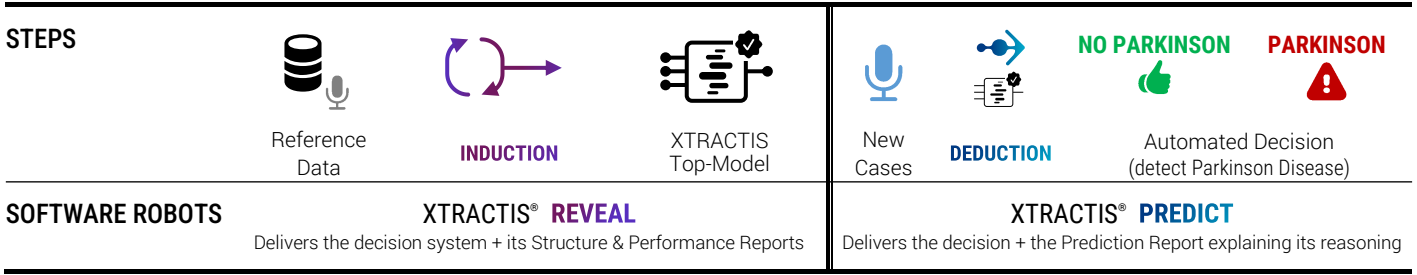 STEPS
Reference
Data
INDUCTION
XTRACTIS
Top-Model
New
Cases
DEDUCTION
NO PARKINSON
PARKINSON
Automated Decision
(detect Parkinson Disease)
SOFTWARE ROBOTS
XTRACTIS® REVEAL
Delivers the decision system + its Structure & Performance Reports
XTRACTIS® PREDICT
Delivers the decision + the Prediction Report explaining its reasoning